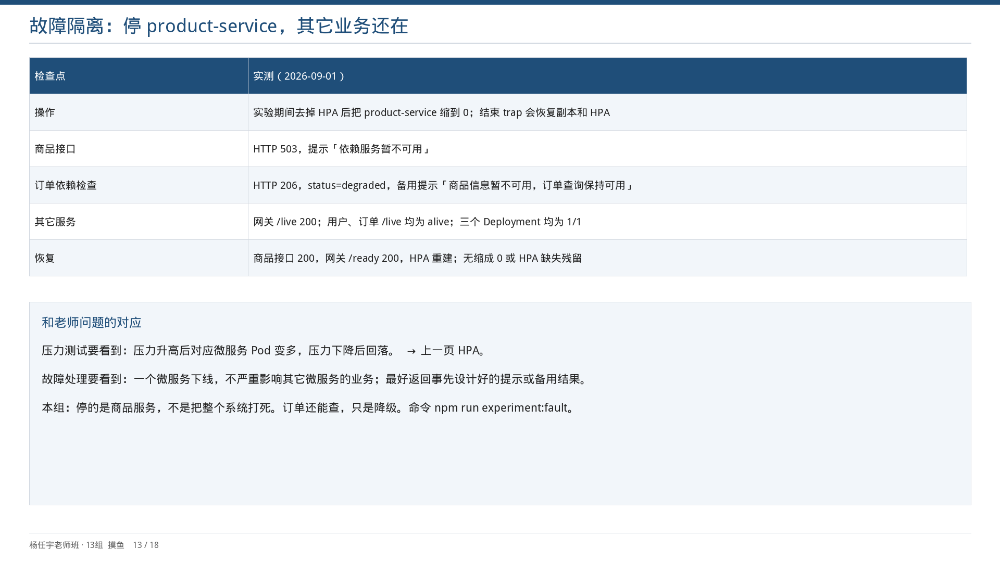 故障隔离：停 product-service，其它业务还在
检查点 实测（2026-09-01）
操作 实验期间去掉 HPA 后把 product-service 缩到 0；结束 trap 会恢复副本和 HPA
商品接口 HTTP 503，提示「依赖服务暂不可用」
订单依赖检查 HTTP 206，status=degraded，备用提示「商品信息暂不可用，订单查询保持可用」
其它服务 网关 /live 200；用户、订单 /live 均为 alive；三个 Deployment 均为 1/1
恢复 商品接口 200，网关 /ready 200，HPA 重建；无缩成 0 或 HPA 缺失残留
和老师问题的对应
压力测试要看到：压力升高后对应微服务 Pod 变多，压力下降后回落。 → 上一页 HPA。
故障处理要看到：一个微服务下线，不严重影响其它微服务的业务；最好返回事先设计好的提示或备用结果。
本组：停的是商品服务，不是把整个系统打死。订单还能查，只是降级。命令 npm run experiment:fault。
杨任宇老师班 · 13组 摸鱼 13 / 18